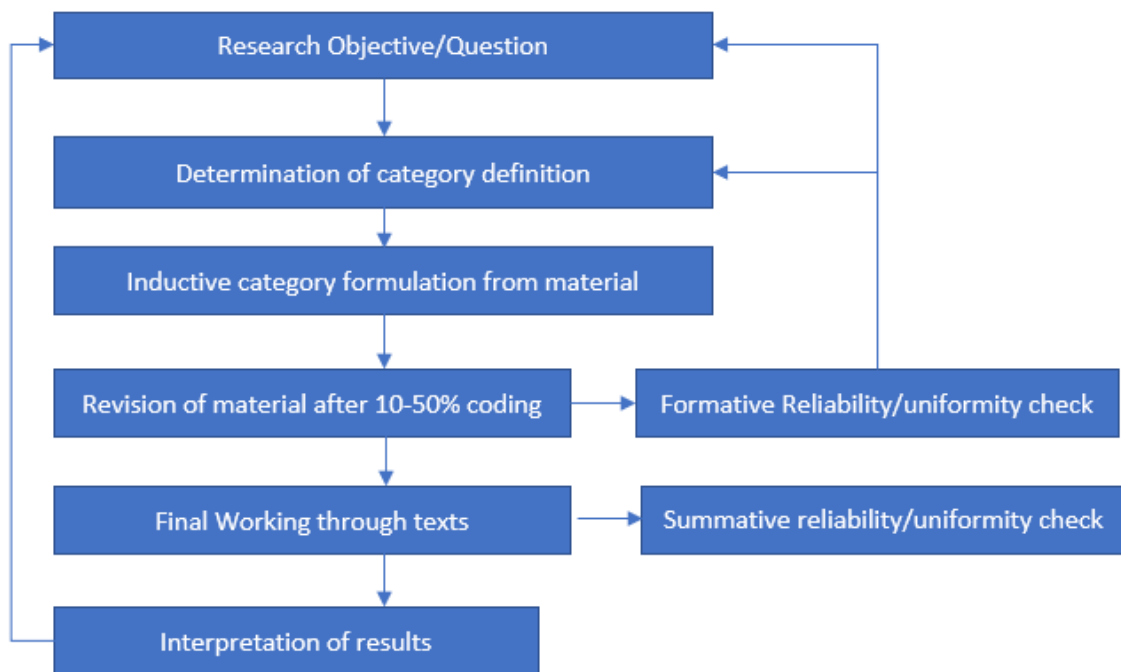 Research Objective/Question
Determination of category definition
Inductive category formulation from material
Revision of material after 10-50% coding
Formative Reliability/uniformity check
Final Working through texts
Summative reliability/uniformity check
Interpretation of results